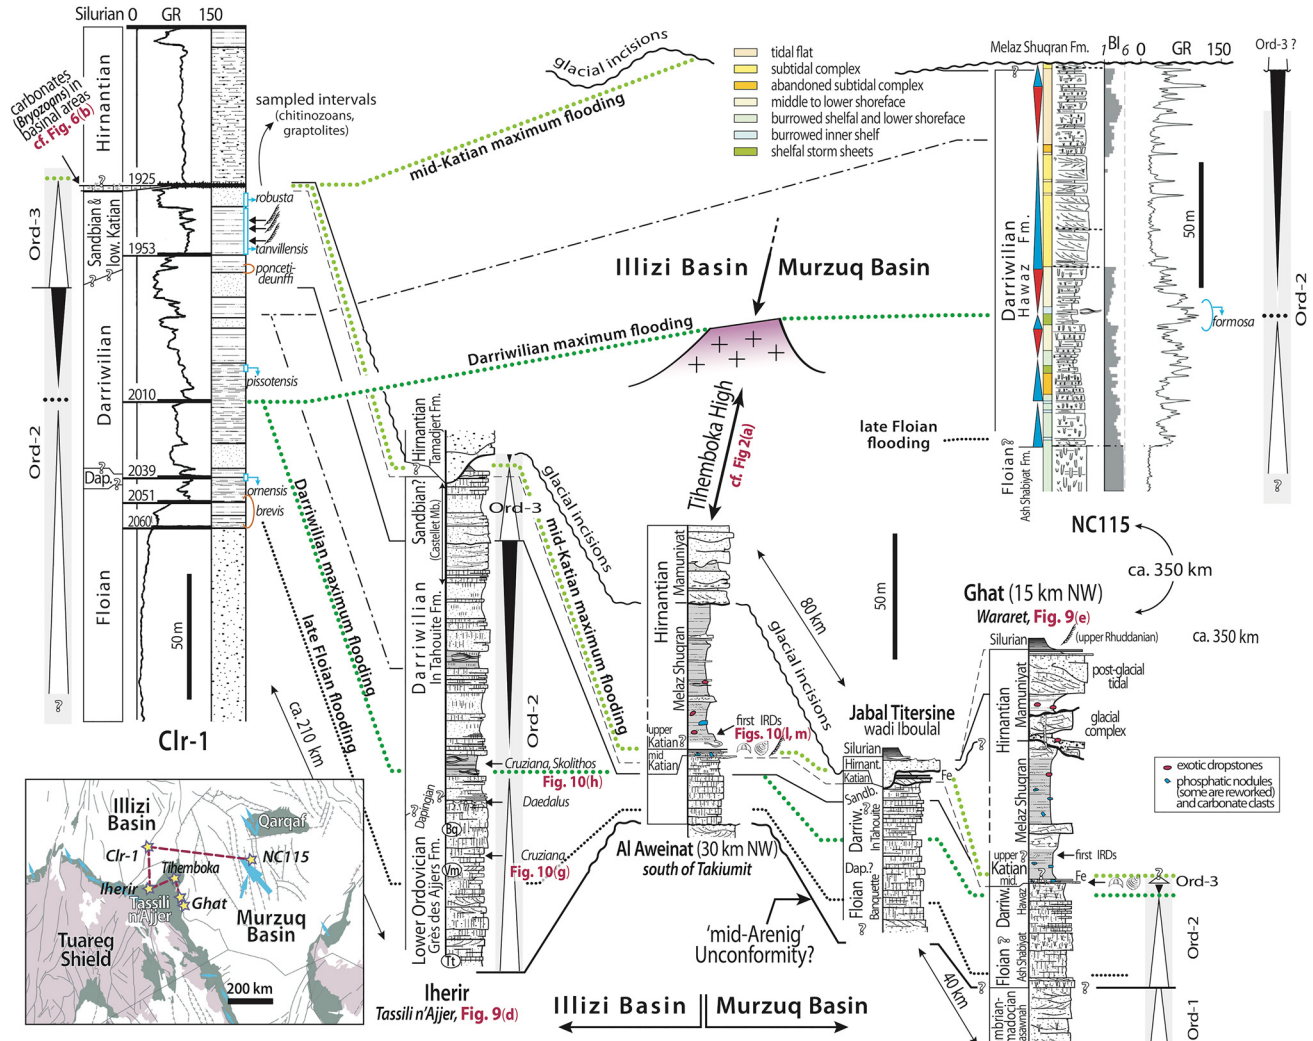 Silurian 0 GR 150
Hirnantian
carbonates
(Bryozoans) in
basinal areas
cf. Fig. 6(b)
sampled intervals
(chitinozoans,
graptolites)
1925
robusta
Sandbian &
low. Katian
tanvillensis
1953
ponceti-
deunffi
Ord-3
Darriwilian
pissotensis
2010
Ord-2
Dap.
2039
ornensis
2051
brevis
2060
Floian
50 m
?
Clr-1
glacial incisions
mid-Katian maximum flooding
tidal flat
subtidal complex
abandoned subtidal complex
middle to lower shoreface
burrowed shelfal and lower shoreface
burrowed inner shelf
shelfal storm sheets
Illizi Basin
Murzuq Basin
Darriwilian maximum flooding
Tihemboka High
cf. Fig 2(a)
Melaz Shuqran Fm.
1 BI 6 0 GR 150
Ord-3 ?
Darriwilian
Hawaz Fm.
50 m
formosa
Ord-2
late Floian
flooding
Floian ?
Ash Shabiyat Fm.
?
NC115
ca. 350 km
Darriwilian maximum flooding
late Floian flooding
ca. 210 km
Hirnantian
Tamadjert Fm.
Sandbian?
(Castellet Mb.)
Darriwilian
In Tahouite Fm.
Dapingian
Lower Ordovician
Grès des Ajjers Fm.
Bq
Vm
Tt
Ord-3
Ord-2
Cruziana, Skolithos
Fig. 10(h)
Daedalus
Cruziana,
Fig. 10(g)
Iherir
Tassili n'Ajjer, Fig. 9(d)
glacial incisions
mid-Katian maximum flooding
Hirnantian
Mamuniyat
Melaz Shuqran
upper
Katian ?
mid
Katian
first IRDs
Figs. 10(l, m)
Al Aweinat (30 km NW)
south of Takiumit
'mid-Arenig'
Unconformity?
80 km
50 m
glacial incisions
Jabal Titersine
wadi Iboulal
Silurian
Hirnant.
Katian
Sandb.
Darriw.
In Tahouite
Dap.?
Floian
Banquette
Fe
40 km
Ghat (15 km NW)
Wararet, Fig. 9(e)
ca. 350 km
Silurian
(upper Rhuddanian)
Hirnantian
Mamuniyat
Melaz Shuqran
post-glacial
tidal
glacial
complex
upper
Katian
mid.
first IRDs
Fe
Darriw.
Hawaz
Floian ?
Ash Shabiyat
mbrian-
madocian
asawnah
Ord-3
Ord-2
Ord-1
exotic dropstones
phosphatic nodules
(some are reworked)
and carbonate clasts
Illizi Basin
Murzuq Basin
Illizi
Basin
Qarqaf
Clr-1
Tihemboka
NC115
Iherir
Tassili
n'Ajjer
Ghat
Murzuq
Basin
Tuareq
Shield
200 km